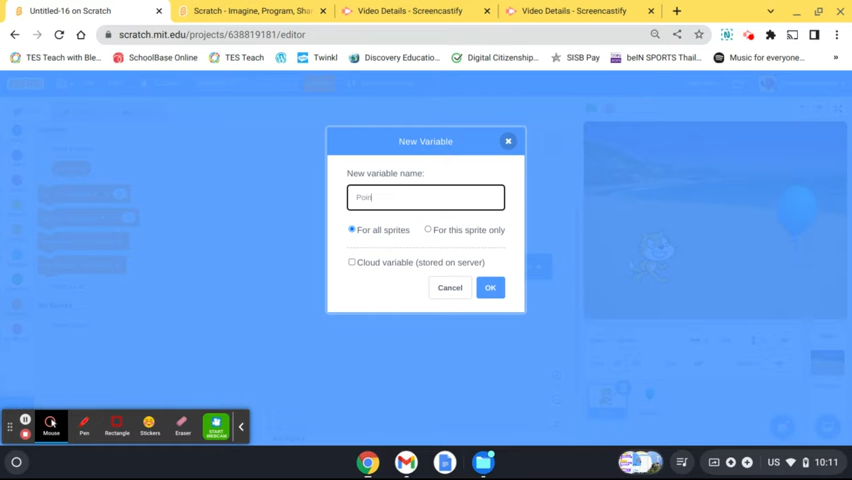 Untitled-16 on Scratch
Scratch - Imagine, Program, Sha
Video Details - Screencastify
Video Details - Screencastify
scratch.mit.edu/projects/638819181/editor
TES Teach with Ble...
SchoolBase Online
TES Teach
Twinkl
Discovery Educatio...
Digital Citizenship...
SISB Pay
beIN SPORTS Thail...
Music for everyone...
New Variable
New variable name:
Poin
For all sprites
For this sprite only
Cloud variable (stored on server)
Cancel
OK
Mouse
Pen
Rectangle
Stickers
Eraser
START WEBCAM
US
10:11